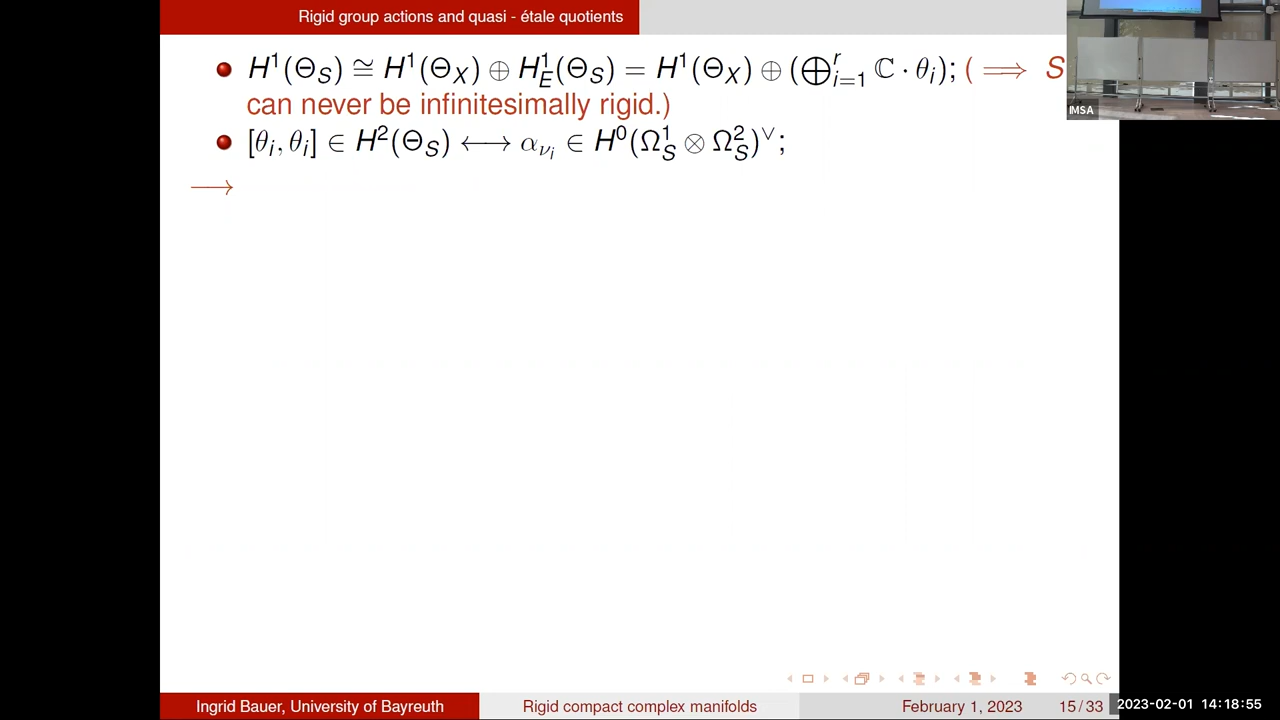 Rigid group actions and quasi - étale quotients
H¹(Θ_S) ≅ H¹(Θ_X) ⊕ H¹_E(Θ_S) = H¹(Θ_X) ⊕ (⊕ʳ_{i=1} ℂ · θ_i); ( ⟹ S
can never be infinitesimally rigid.)
[θ_i, θ_i] ∈ H²(Θ_S) ⟷ α_{ν_i} ∈ H⁰(Ω¹_S ⊗ Ω²_S)^∨;
⟶
IMSA
Ingrid Bauer, University of Bayreuth
Rigid compact complex manifolds
February 1, 2023
15 / 33
2023-02-01 14:18:55